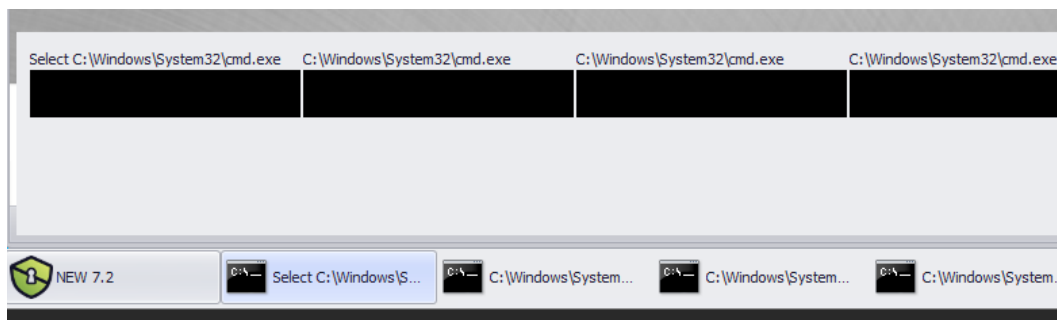 Select C:\Windows\System32\cmd.exe C:\Windows\System32\cmd.exe C:\Windows\System32\cmd.exe C:\Windows\System32\cmd.exe
NEW 7.2 C:\_ Select C:\Windows\S... C:\_ C:\Windows\System... C:\_ C:\Windows\System... C:\_ C:\Windows\System.